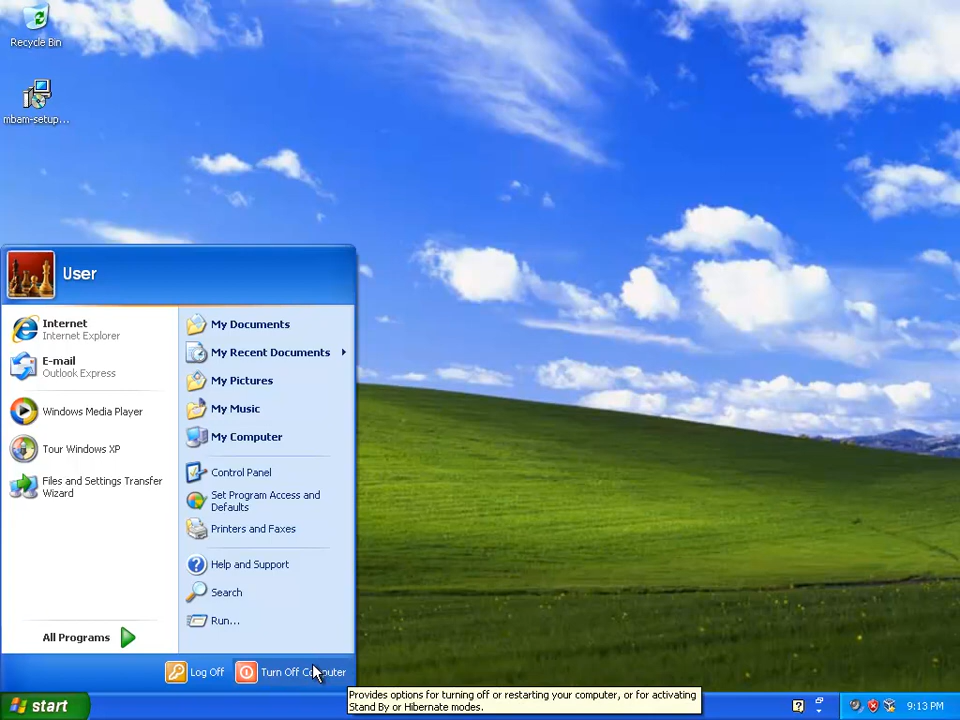 Recycle Bin
mbam-setup...
User
Internet
Internet Explorer
E-mail
Outlook Express
Windows Media Player
Tour Windows XP
Files and Settings Transfer
Wizard
All Programs
My Documents
My Recent Documents
My Pictures
My Music
My Computer
Control Panel
Set Program Access and
Defaults
Printers and Faxes
Help and Support
Search
Run...
Log Off
Turn Off Computer
Provides options for turning off or restarting your computer, or for activating
Stand By or Hibernate modes.
start
9:13 PM